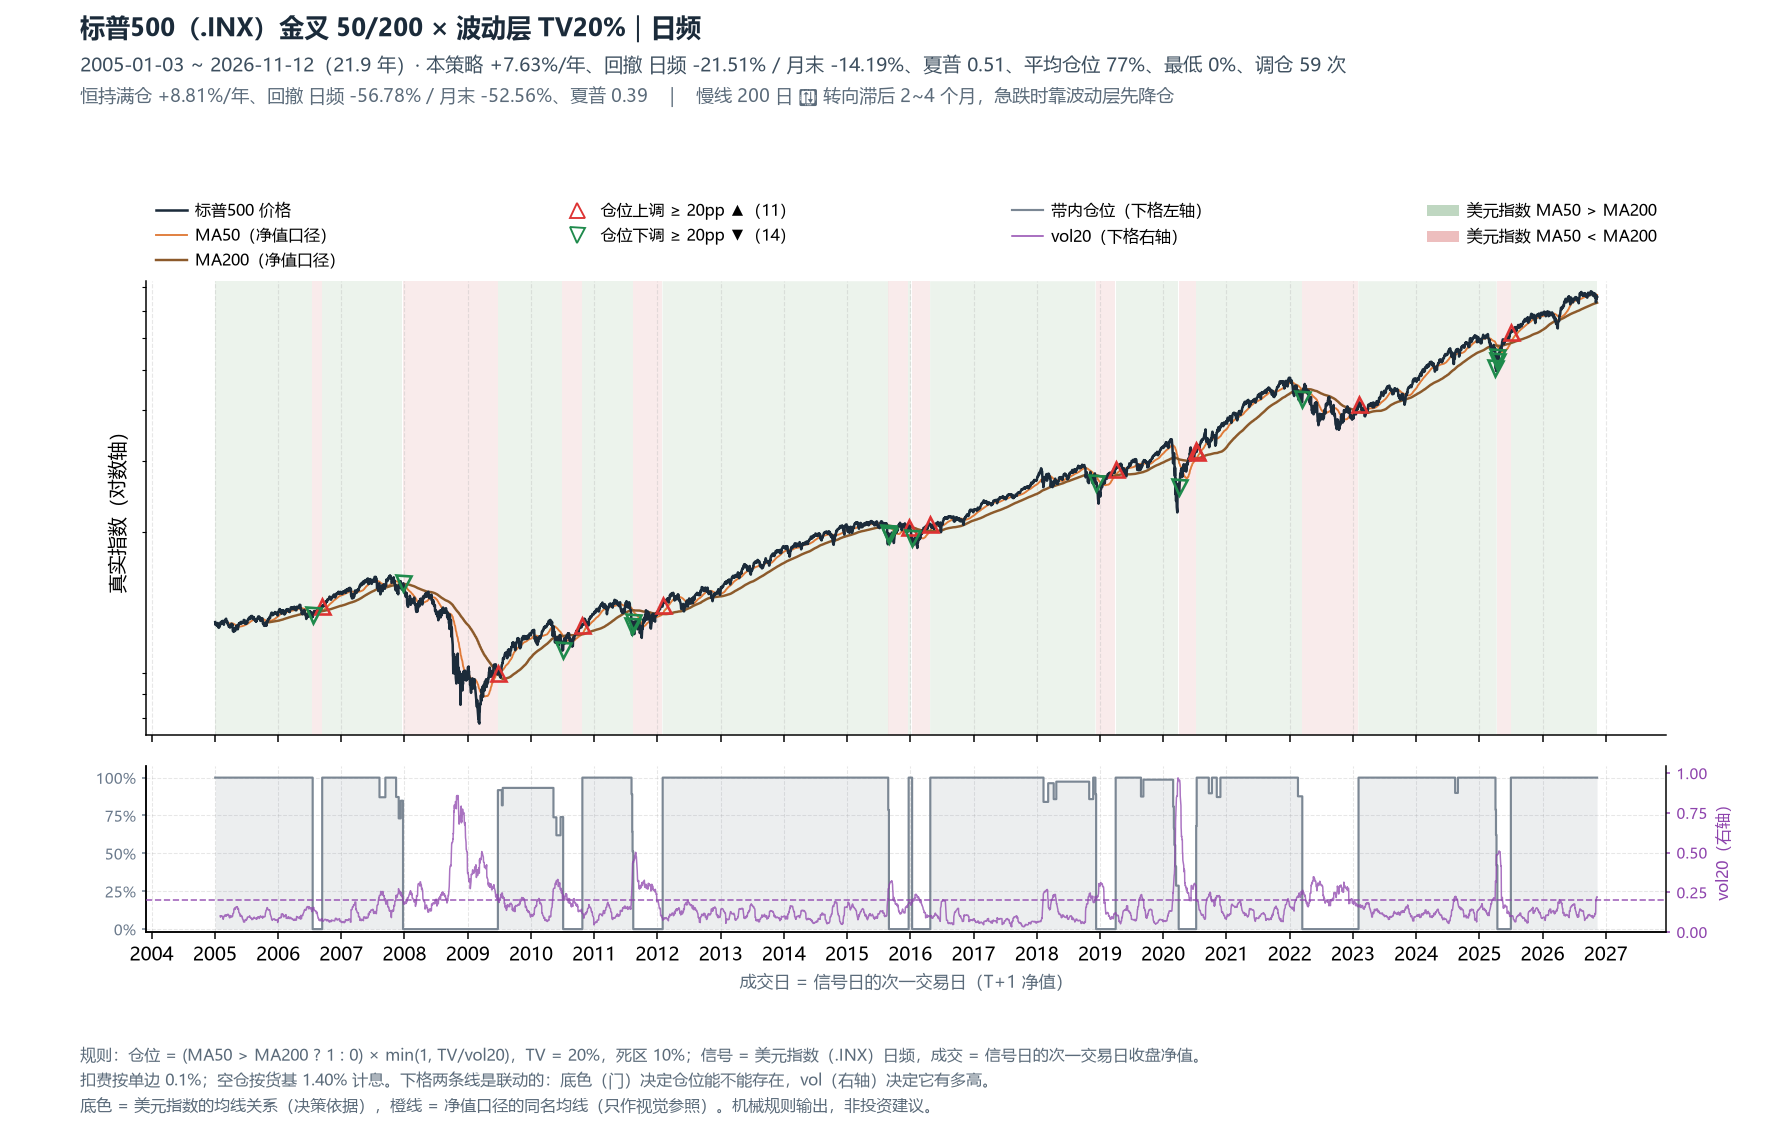 标普500（.INX）金叉 50/200 × 波动层 TV20%｜日频
2005-01-03 ~ 2026-11-12（21.9 年）· 本策略 +7.63%/年、回撤 日频 -21.51% / 月末 -14.19%、夏普 0.51、平均仓位 77%、最低 0%、调仓 59 次
恒持满仓 +8.81%/年、回撤 日频 -56.78% / 月末 -52.56%、夏普 0.39 ｜ 慢线 200 日 转向滞后 2~4 个月，急跌时靠波动层先降仓
标普500 价格
MA50（净值口径）
MA200（净值口径）
仓位上调 ≥ 20pp ▲（11）
仓位下调 ≥ 20pp ▼（14）
带内仓位（下格左轴）
vol20（下格右轴）
美元指数 MA50 > MA200
美元指数 MA50 < MA200
真实指数（对数轴）
100%
75%
50%
25%
0%
1.00
0.75
0.50
0.25
0.00
vol20（右轴）
2004 2005 2006 2007 2008 2009 2010 2011 2012 2013 2014 2015 2016 2017 2018 2019 2020 2021 2022 2023 2024 2025 2026 2027
成交日 = 信号日的次一交易日（T+1 净值）
规则：仓位 = (MA50 > MA200 ? 1 : 0) × min(1, TV/vol20)，TV = 20%，死区 10%；信号 = 美元指数（.INX）日频，成交 = 信号日的次一交易日收盘净值。
扣费按单边 0.1%；空仓按货基 1.40% 计息。下格两条线是联动的：底色（门）决定仓位能不能存在，vol（右轴）决定它有多高。
底色 = 美元指数的均线关系（决策依据），橙线 = 净值口径的同名均线（只作视觉参照）。机械规则输出，非投资建议。